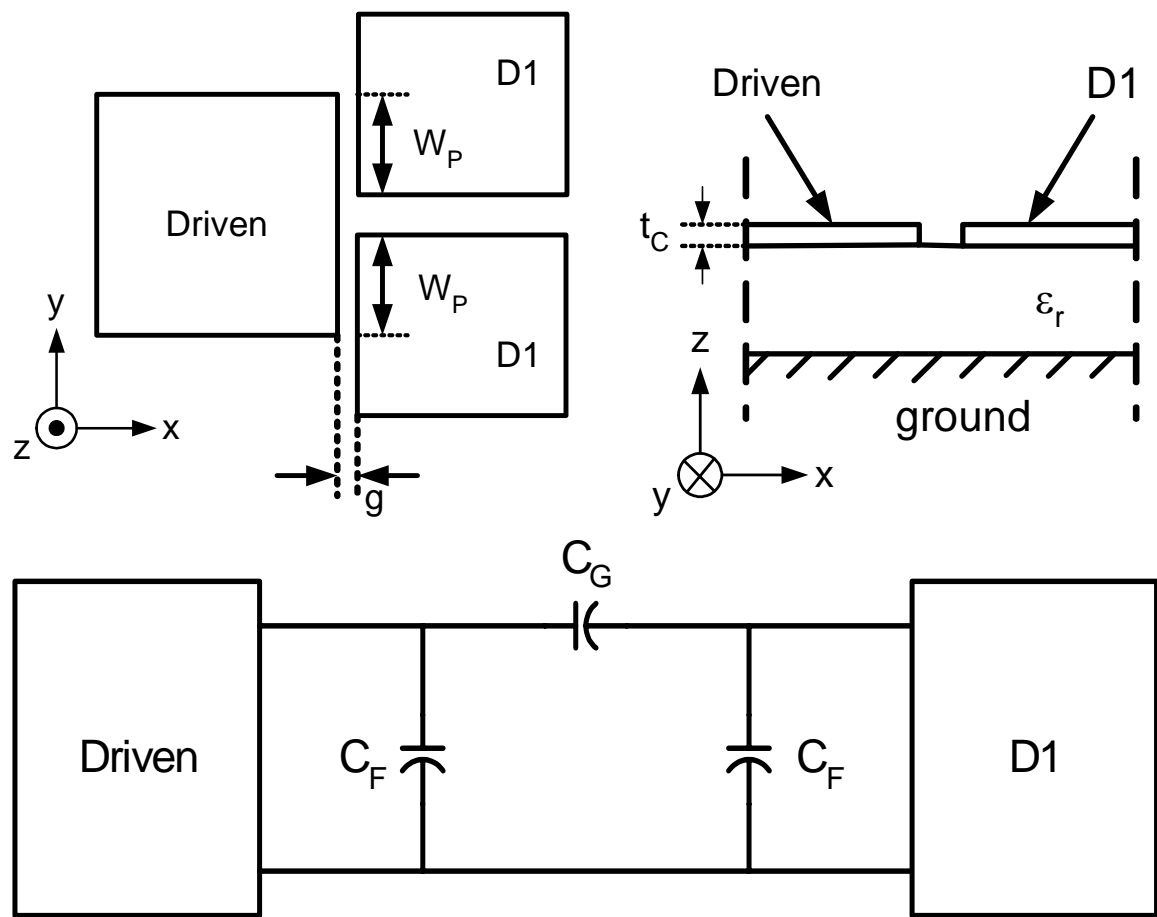 D1
W_P
Driven
W_P
D1
y
z
x
g
Driven
D1
t_C
ε_r
z
ground
y
x
C_G
Driven
C_F
C_F
D1